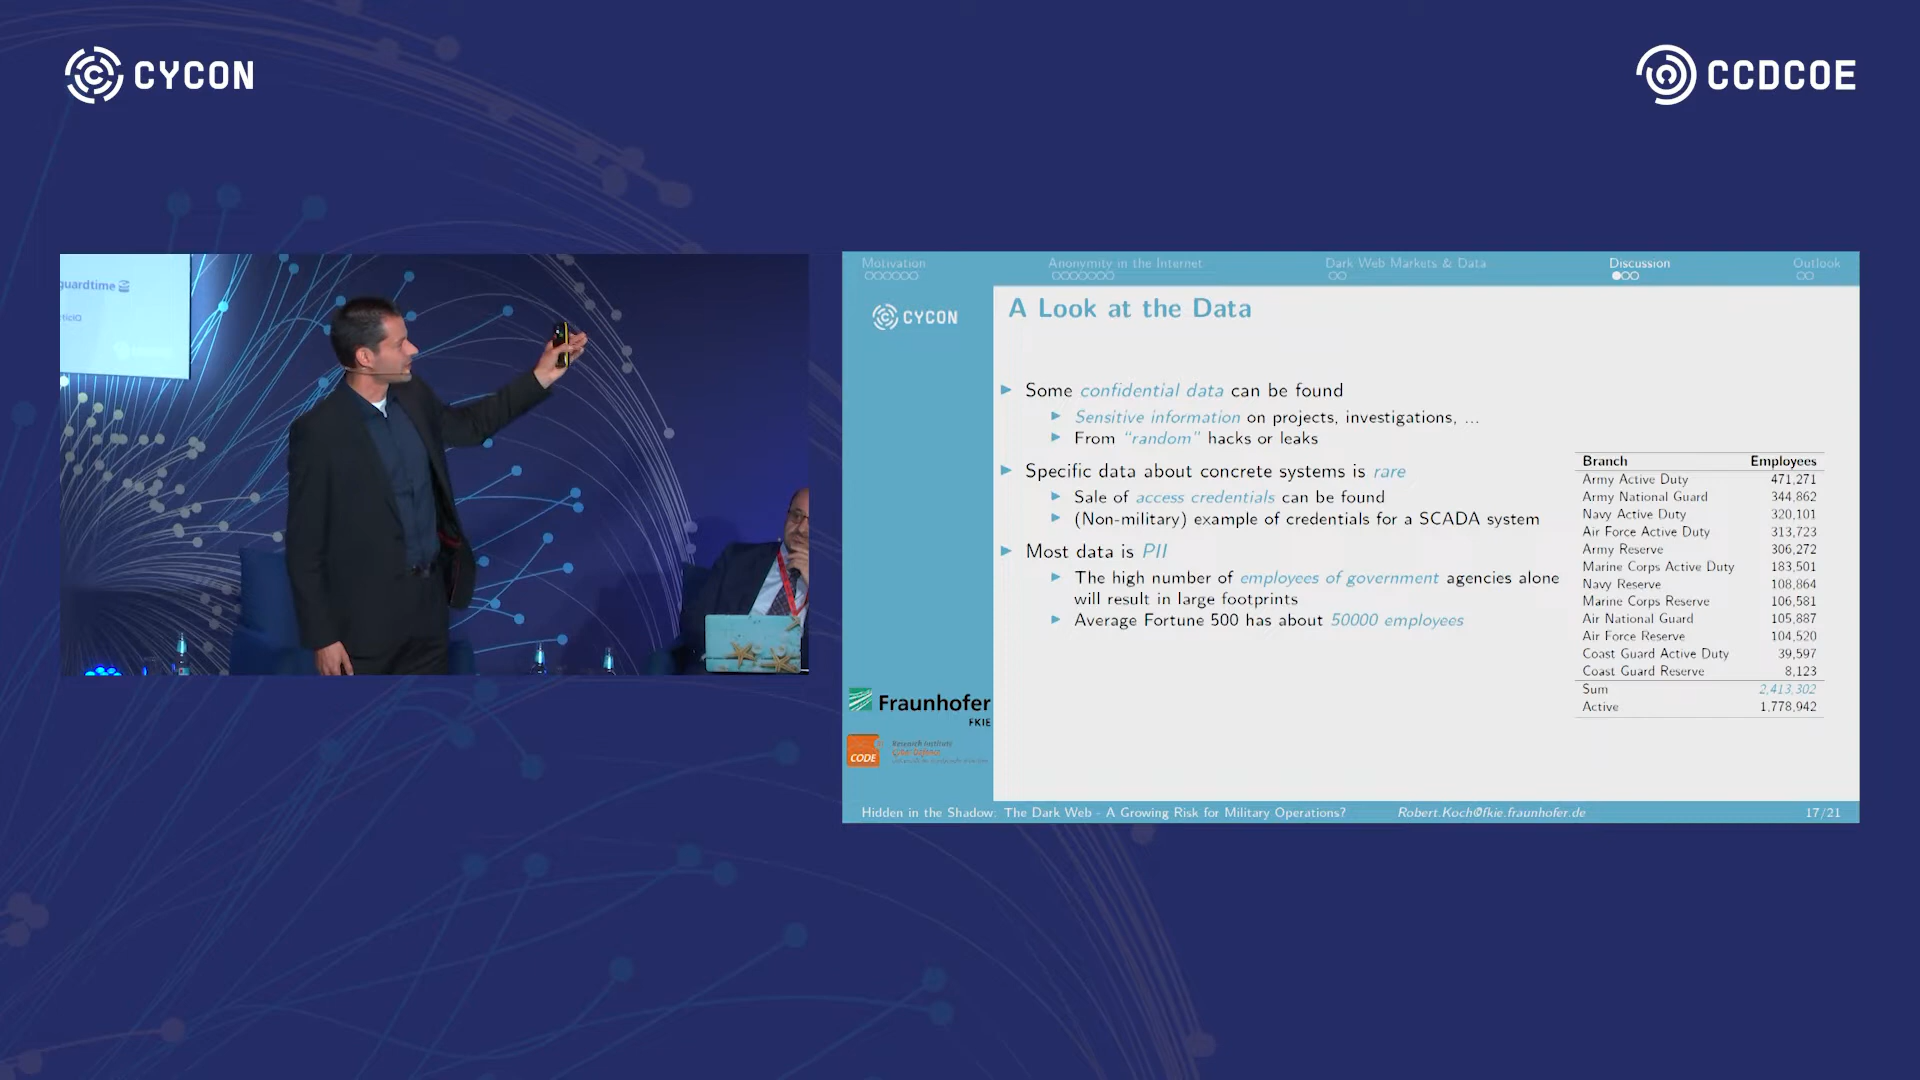 CYCON
CCDCOE
guardtime
Motivation
Anonymity in the Internet
Dark Web Markets & Data
Discussion
Outlook
CYCON
A Look at the Data
Some confidential data can be found
Sensitive information on projects, investigations, ...
From “random” hacks or leaks
Specific data about concrete systems is rare
Sale of access credentials can be found
(Non-military) example of credentials for a SCADA system
Most data is PII
The high number of employees of government agencies alone
will result in large footprints
Average Fortune 500 has about 50000 employees
Branch Employees
Army Active Duty 471,271
Army National Guard 344,862
Navy Active Duty 320,101
Air Force Active Duty 313,723
Army Reserve 306,272
Marine Corps Active Duty 183,501
Navy Reserve 108,864
Marine Corps Reserve 106,581
Air National Guard 105,887
Air Force Reserve 104,520
Coast Guard Active Duty 39,597
Coast Guard Reserve 8,123
Sum 2,413,302
Active 1,778,942
Fraunhofer
FKIE
CODE
Research Institute
Cyber Defence
Hidden in the Shadow: The Dark Web - A Growing Risk for Military Operations?
Robert.Koch@fkie.fraunhofer.de
17/21